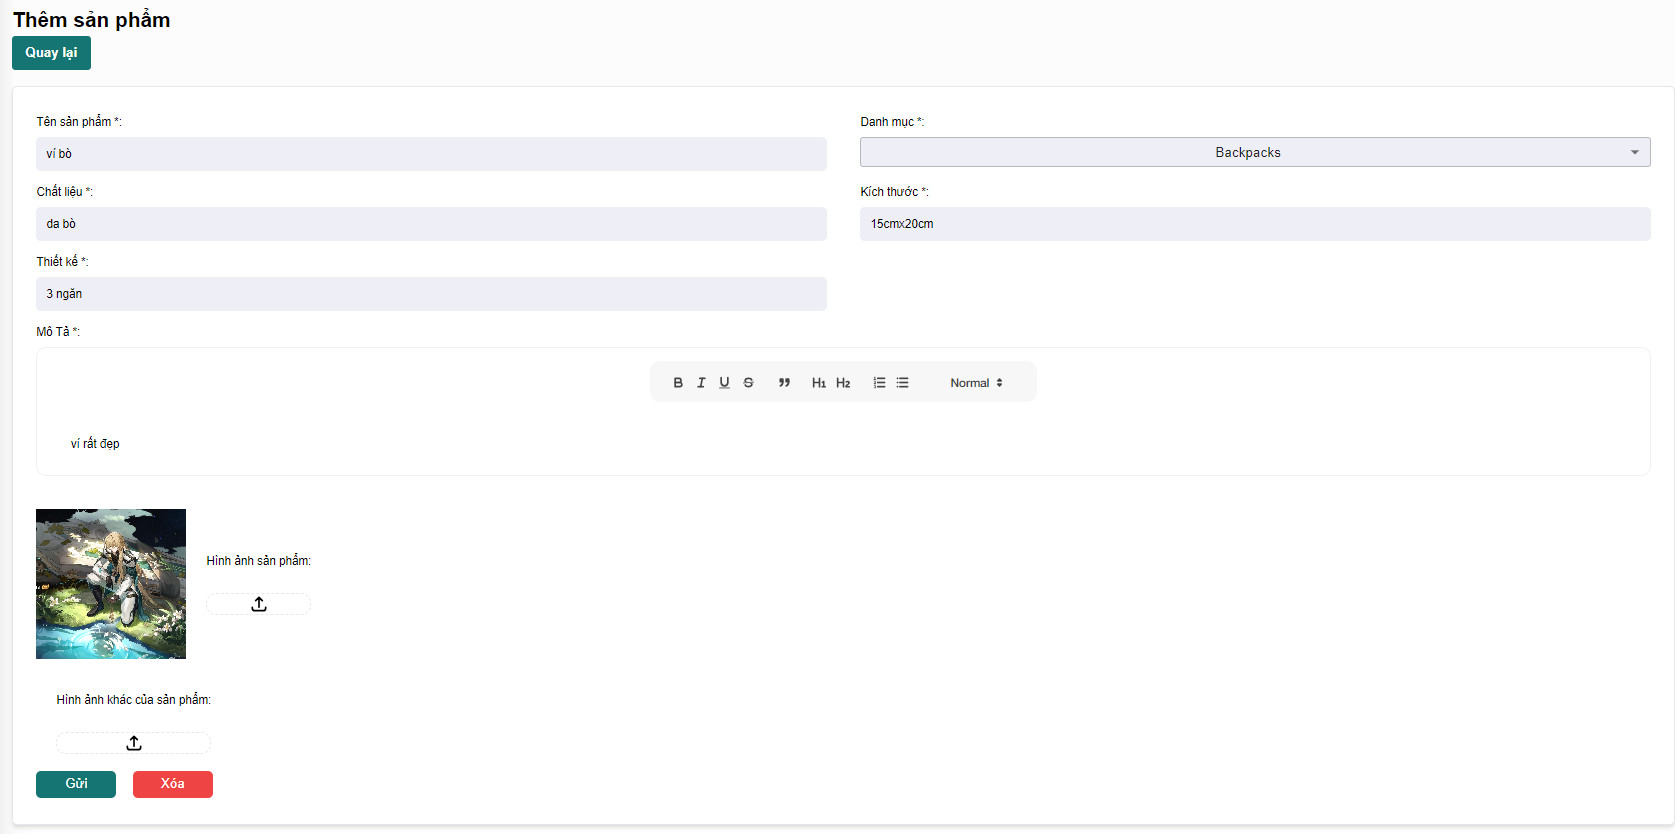 Thêm sản phẩm
Quay lại
Tên sản phẩm *:
Danh mục *:
ví bò
Backpacks
Chất liệu *:
Kích thước *:
da bò
15cmx20cm
Thiết kế *:
3 ngăn
Mô Tả *:
B I U S ” H1 H2 Normal
ví rất đẹp
Hình ảnh sản phẩm:
Hình ảnh khác của sản phẩm:
Gửi Xóa